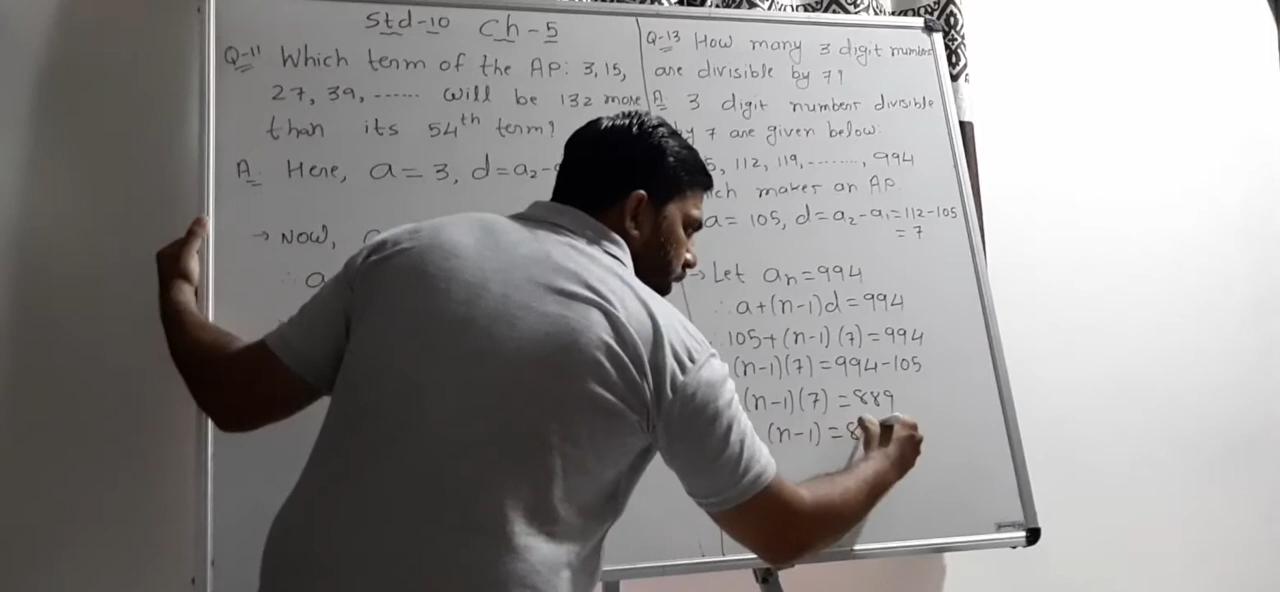 Std-10 Ch-5
Q-11 Which term of the AP: 3, 15,
27, 39, ...... will be 132 more
than its 54th term?
A Here, a = 3, d = a2-
→ Now,
∴ a
Q-13 How many 3 digit numbers
are divisible by 7?
A 3 digit numbers divisible
by 7 are given below:
5, 112, 119, ........, 994
makes an AP.
a = 105, d = a2-a1 = 112-105
= 7
→ Let an = 994
∴ a+(n-1)d = 994
105+(n-1)(7) = 994
(n-1)(7) = 994-105
(n-1)(7) = 889
(n-1) = 8